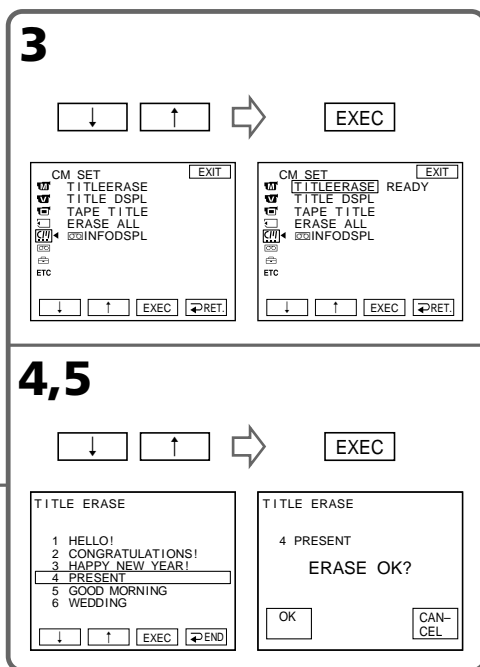 3
↓ ↑ EXEC
CM SET EXIT
TITLEERASE
TITLE DSPL
TAPE TITLE
ERASE ALL
INFODSPL
ETC
↓ ↑ EXEC RET.
CM SET EXIT
TITLEERASE READY
TITLE DSPL
TAPE TITLE
ERASE ALL
INFODSPL
ETC
↓ ↑ EXEC RET.
4,5
↓ ↑ EXEC
TITLE ERASE
1 HELLO!
2 CONGRATULATIONS!
3 HAPPY NEW YEAR!
4 PRESENT
5 GOOD MORNING
6 WEDDING
↓ ↑ EXEC END
TITLE ERASE
4 PRESENT
ERASE OK?
OK CAN–
CEL